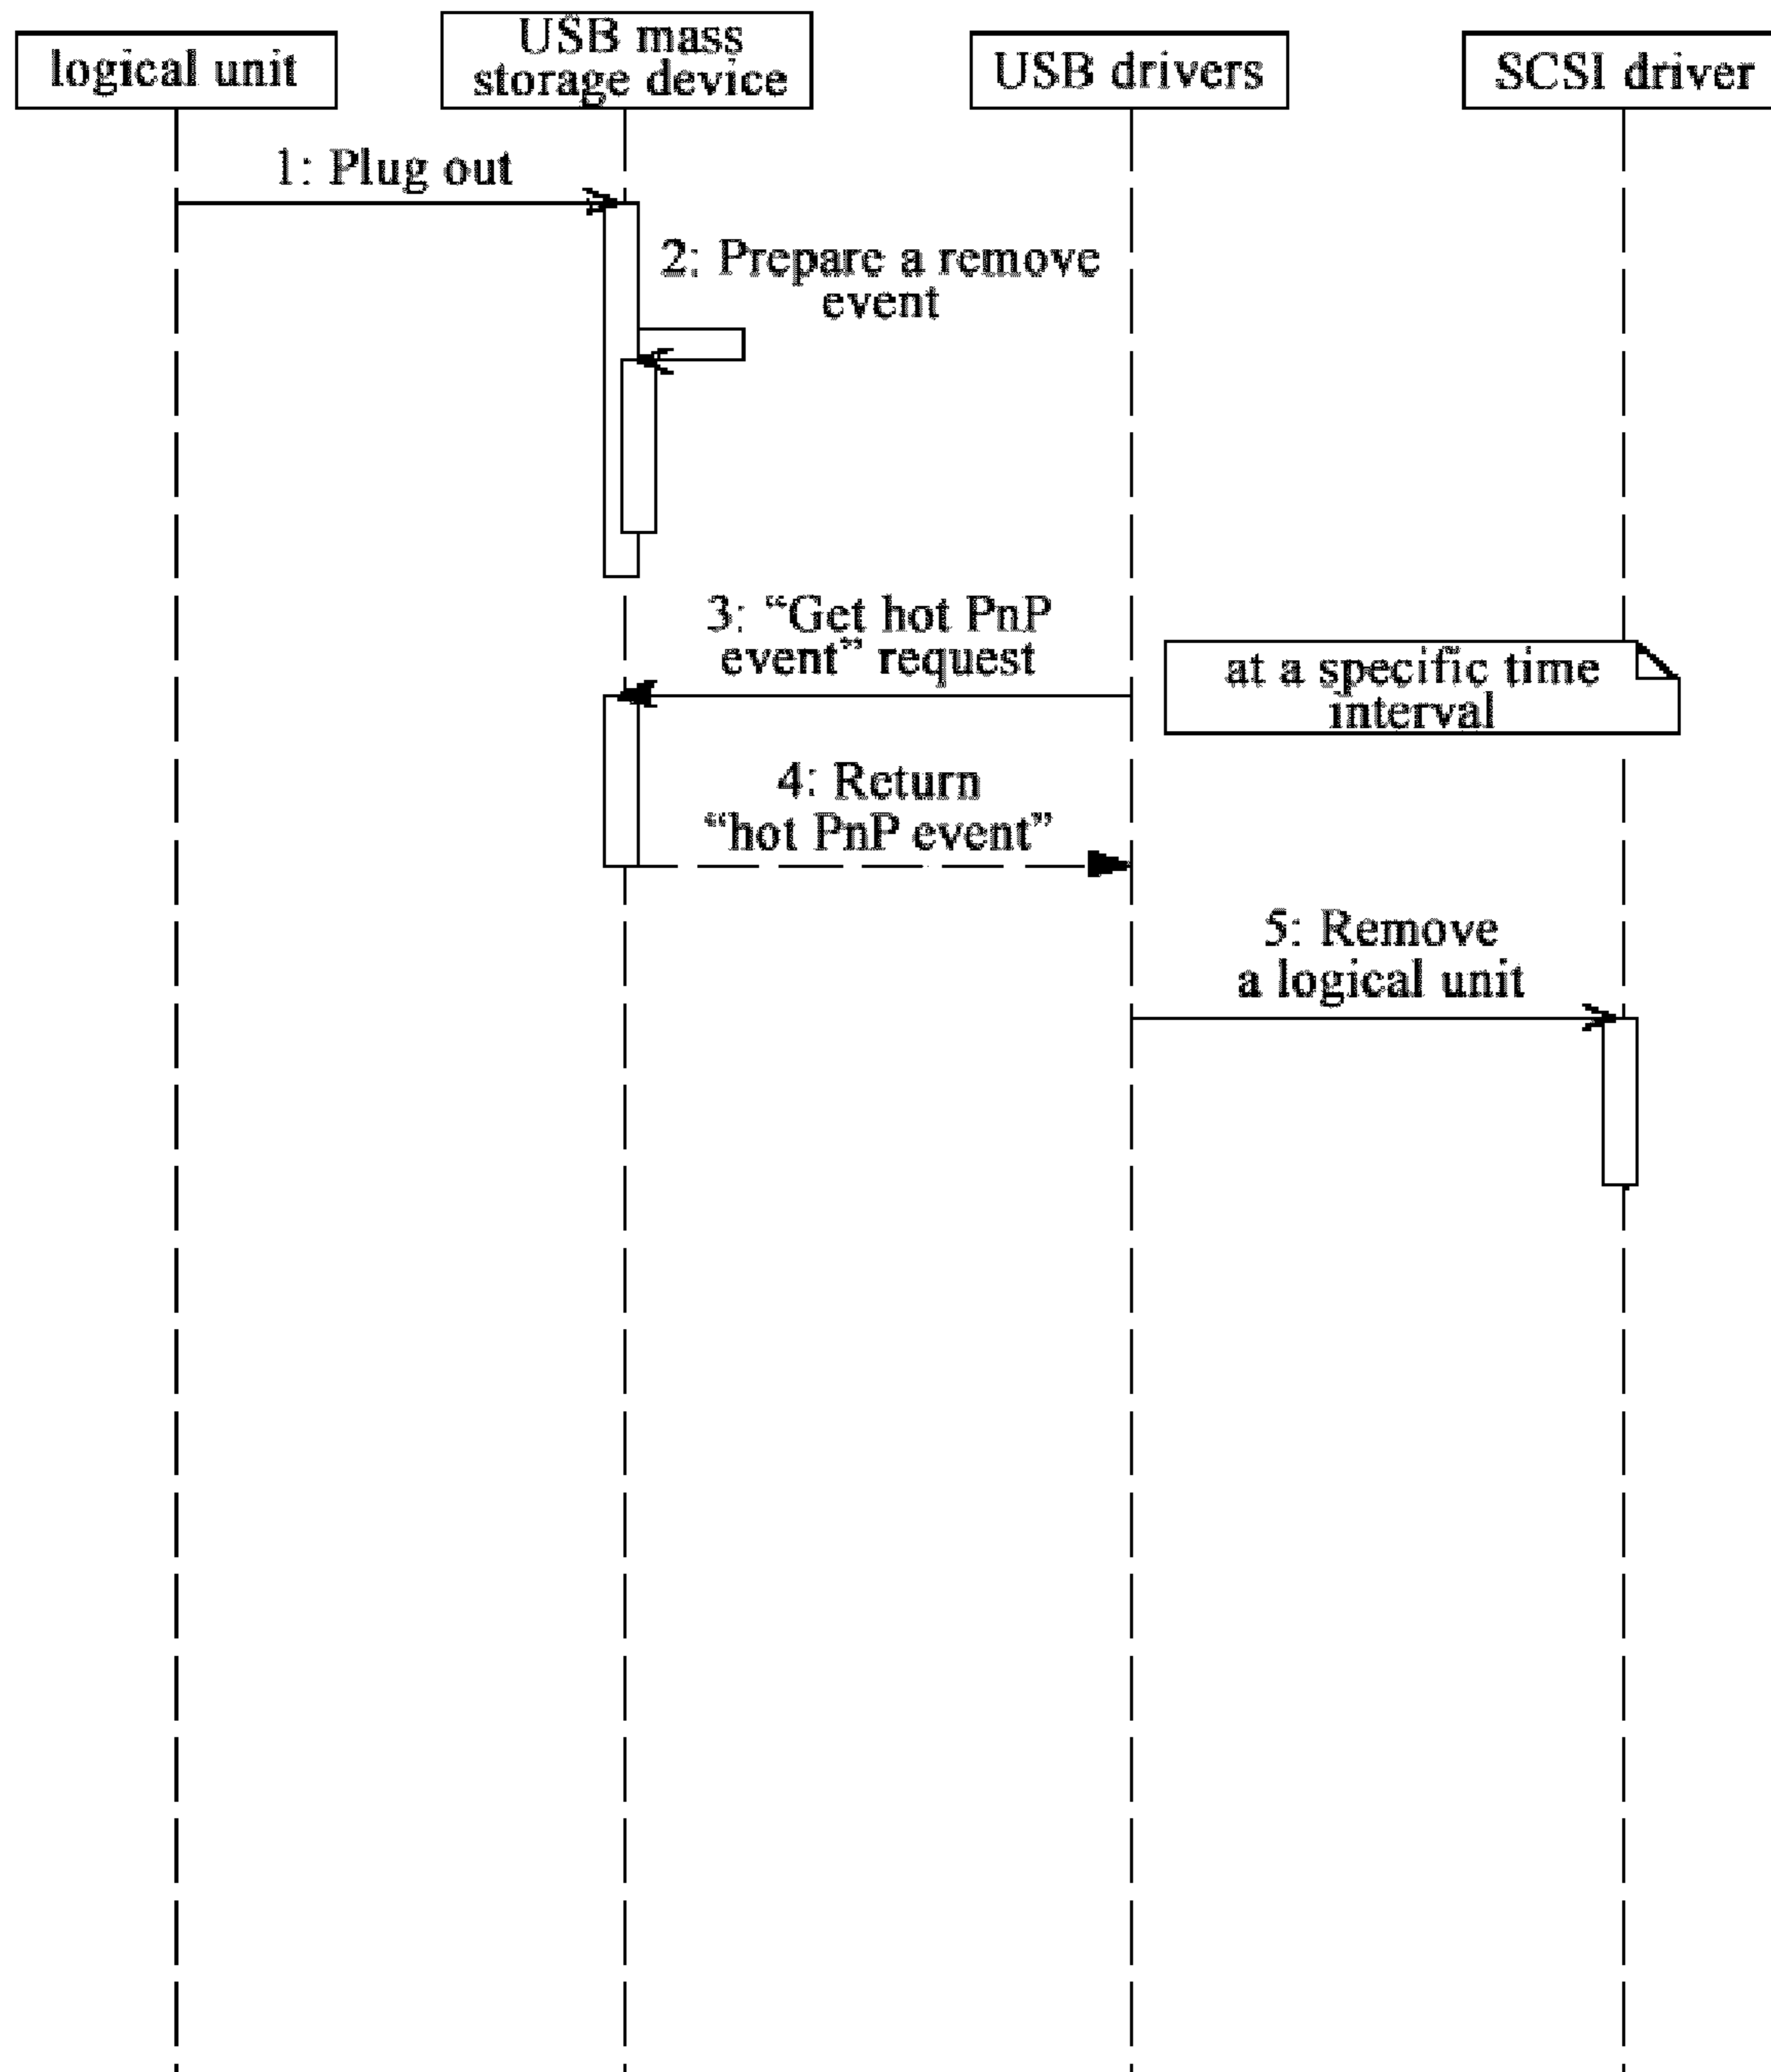 logical unit
USB mass
storage device
USB drivers
SCSI driver
1: Plug out
2: Prepare a remove
event
3: “Get hot PnP
event” request
at a specific time
interval
4: Return
“hot PnP event”
5: Remove
a logical unit